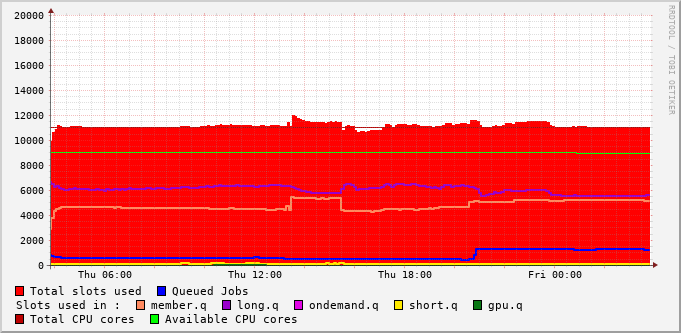 20000
18000
16000
14000
12000
10000
8000
6000
4000
2000
0
Thu 06:00 Thu 12:00 Thu 18:00 Fri 00:00
RRDTOOL / TOBI OETIKER
Total slots used Queued Jobs
Slots used in : member.q long.q ondemand.q short.q gpu.q
Total CPU cores Available CPU cores